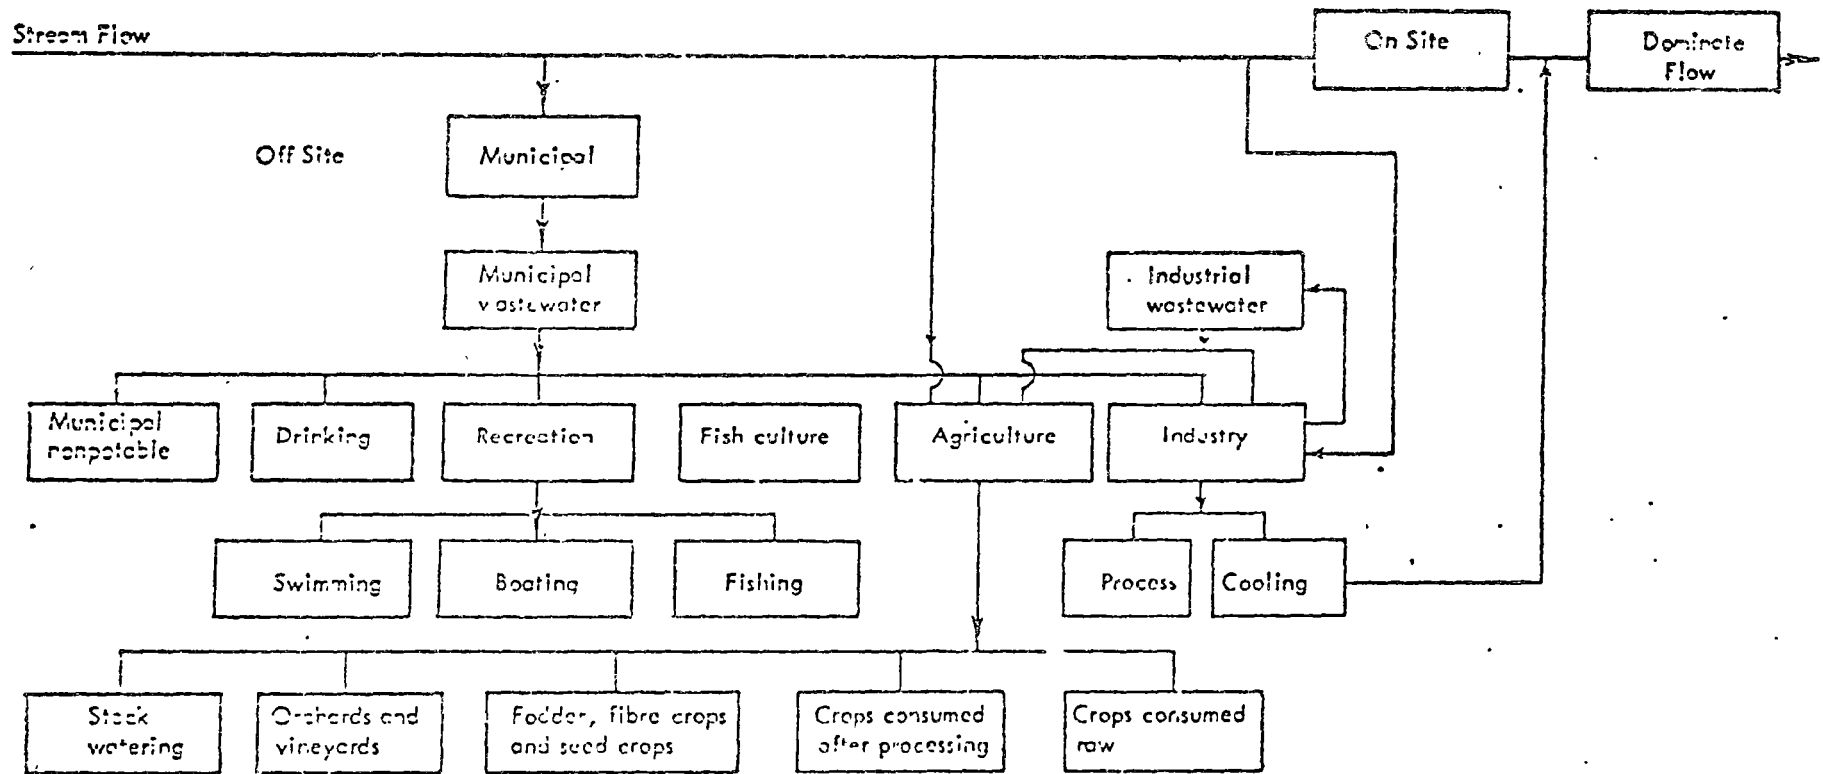 Stream Flow
On Site
Dominate
Flow
Off Site
Municipal
Municipal
wastewater
Industrial
wastewater
Municipal
nonpotable
Drinking
Recreation
Fish culture
Agriculture
Industry
Swimming
Boating
Fishing
Process
Cooling
Stock
watering
Orchards and
vineyards
Fodder, fibre crops
and seed crops
Crops consumed
after processing
Crops consumed
raw